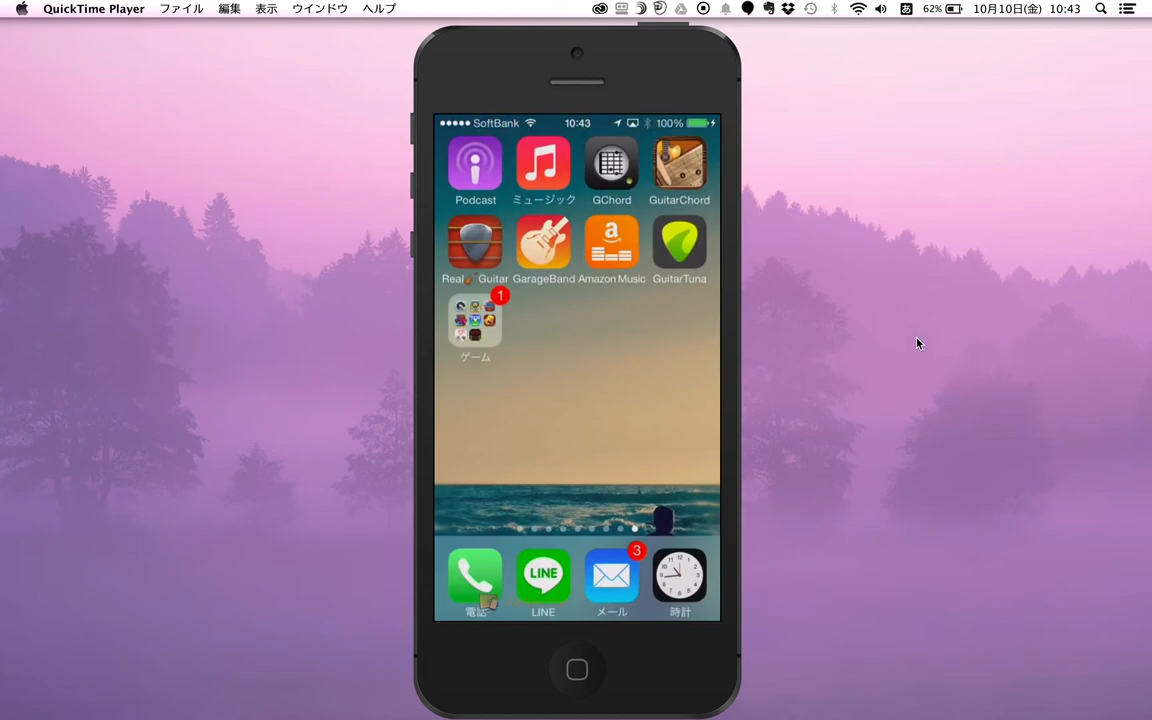 QuickTime Player ファイル 編集 表示 ウインドウ ヘルプ あ 62% 10月10日(金) 10:43
SoftBank 10:43 100%
Podcast ミュージック GChord GuitarChord
a
Real Guitar GarageBand Amazon Music GuitarTuna
1
ゲーム
3
LINE
電話 LINE メール 時計